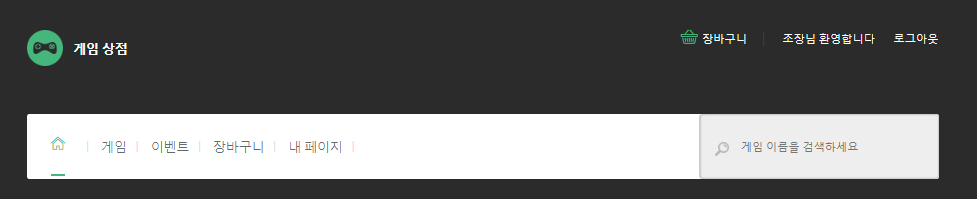 게임 상점
장바구니 조장님 환영합니다 로그아웃
게임 이벤트 장바구니 내 페이지
게임 이름을 검색하세요